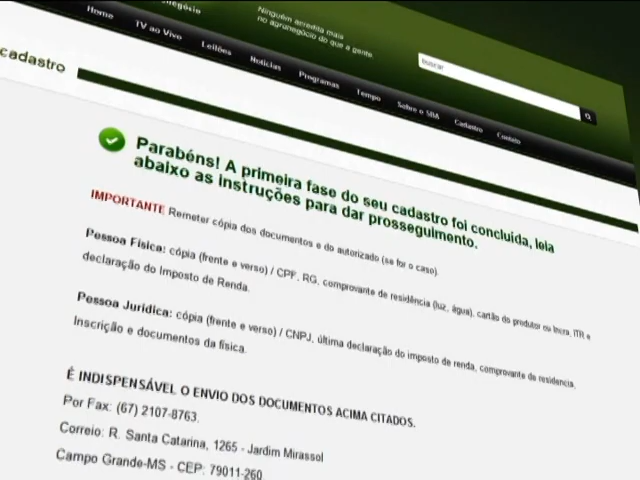 negócio
Ninguém acredita mais
no agronegócio do que a gente
Home TV ao Vivo Leilões Notícias Programas Tempo Sobre o SBA Cadastro Contato
buscar
cadastro
Parabéns! A primeira fase do seu cadastro foi concluída, leia
abaixo as instruções para dar prosseguimento.
IMPORTANTE Remeter cópia dos documentos e do autorizado (se for o caso).
Pessoa Física: cópia (frente e verso) / CPF, RG, comprovante de residência (luz, água), cartão do produtor ou Incra, ITR e
declaração do Imposto de Renda.
Pessoa Jurídica: cópia (frente e verso) / CNPJ, última declaração do imposto de renda, comprovante de residencia,
Inscrição e documentos da física.
É INDISPENSÁVEL O ENVIO DOS DOCUMENTOS ACIMA CITADOS.
Por Fax: (67) 2107-8763.
Correio: R. Santa Catarina, 1265 - Jardim Mirassol
Campo Grande-MS - CEP: 79011-260